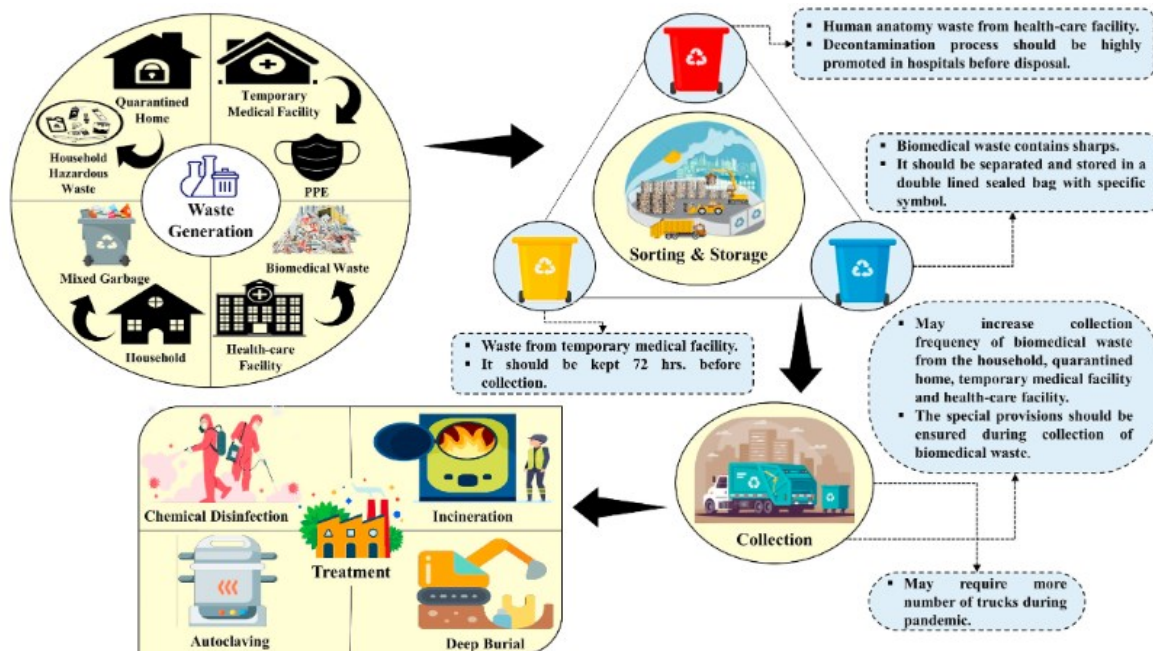 Quarantined
Home
Temporary
Medical Facility
Household
Hazardous
Waste
PPE
Waste
Generation
Mixed Garbage
Biomedical Waste
Household
Health-care
Facility
▪ Human anatomy waste from health-care facility.
▪ Decontamination process should be highly
promoted in hospitals before disposal.
▪ Biomedical waste contains sharps.
▪ It should be separated and stored in a
double lined sealed bag with specific
symbol.
Sorting & Storage
▪ Waste from temporary medical facility.
▪ It should be kept 72 hrs. before
collection.
▪ May increase collection
frequency of biomedical waste
from the household, quarantined
home, temporary medical facility
and health-care facility.
▪ The special provisions should be
ensured during collection of
biomedical waste.
Collection
▪ May require more
number of trucks during
pandemic.
Chemical Disinfection
Incineration
Treatment
Autoclaving
Deep Burial